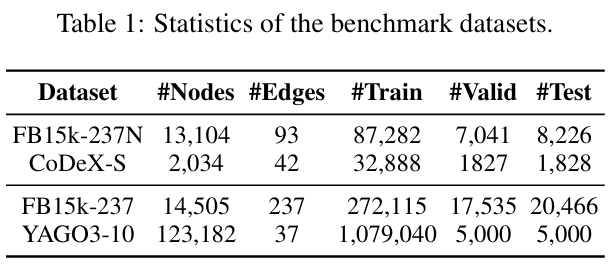 Table 1: Statistics of the benchmark datasets.
Dataset #Nodes #Edges #Train #Valid #Test
FB15k-237N 13,104 93 87,282 7,041 8,226
CoDeX-S 2,034 42 32,888 1827 1,828
FB15k-237 14,505 237 272,115 17,535 20,466
YAGO3-10 123,182 37 1,079,040 5,000 5,000